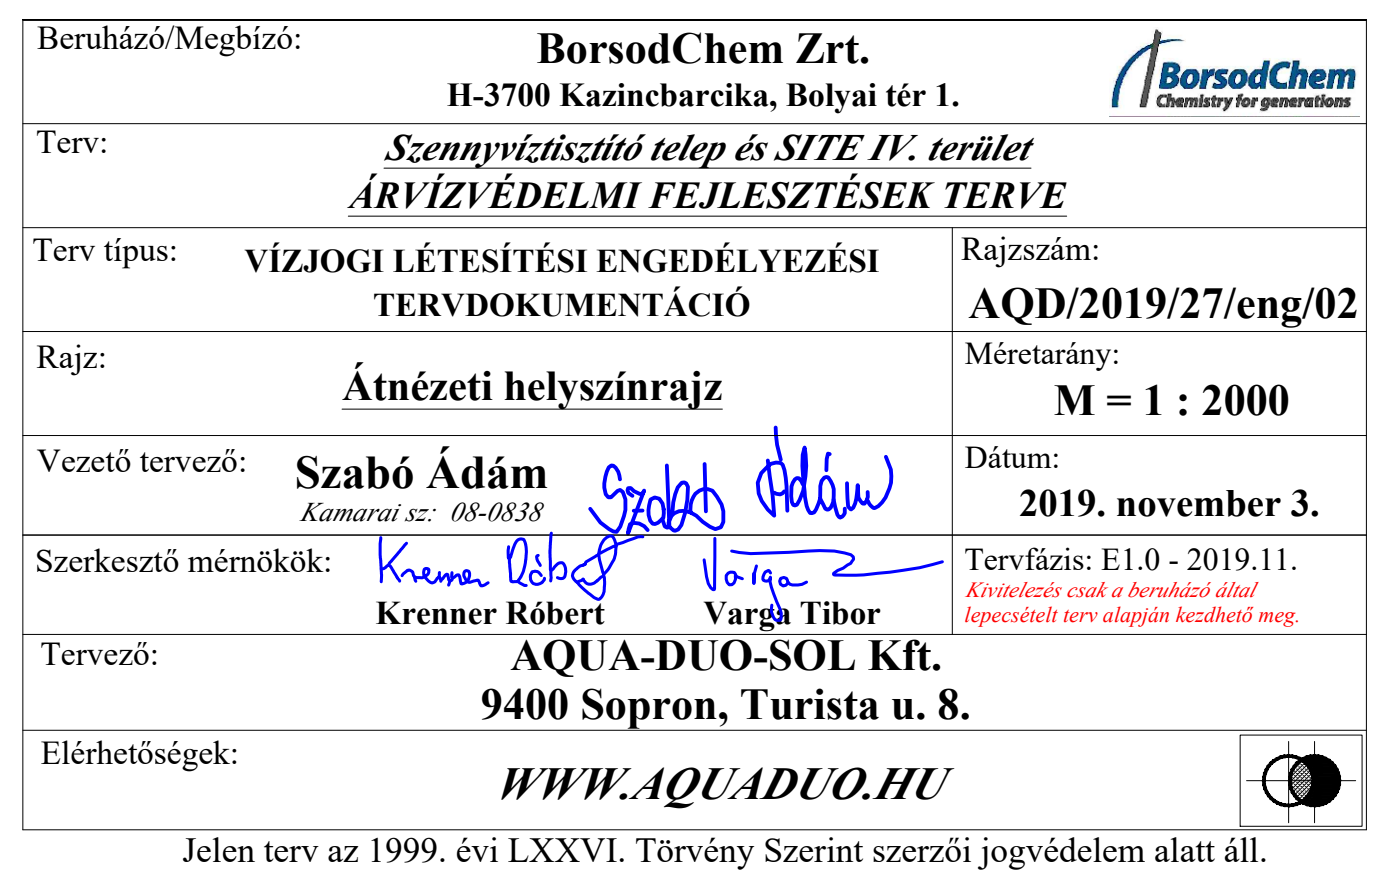 Beruházó/Megbízó:
BorsodChem Zrt.
H-3700 Kazincbarcika, Bolyai tér 1.
BorsodChem
Chemistry for generations
Terv:
Szennyvíztisztító telep és SITE IV. terület
ÁRVÍZVÉDELMI FEJLESZTÉSEK TERVE
Terv típus:
VÍZJOGI LÉTESÍTÉSI ENGEDÉLYEZÉSI
TERVDOKUMENTÁCIÓ
Rajzszám:
AQD/2019/27/eng/02
Rajz:
Átnézeti helyszínrajz
Méretarány:
M = 1 : 2000
Vezető tervező:
Szabó Ádám
Kamarai sz: 08-0838
Szabó Ádám
Dátum:
2019. november 3.
Szerkesztő mérnökök:
Krenner Róbert
Varga
Krenner Róbert
Varga Tibor
Tervfázis: E1.0 - 2019.11.
Kivitelezés csak a beruházó által
lepecsételt terv alapján kezdhető meg.
Tervező:
AQUA-DUO-SOL Kft.
9400 Sopron, Turista u. 8.
Elérhetőségek:
WWW.AQUADUO.HU
Jelen terv az 1999. évi LXXVI. Törvény Szerint szerzői jogvédelem alatt áll.